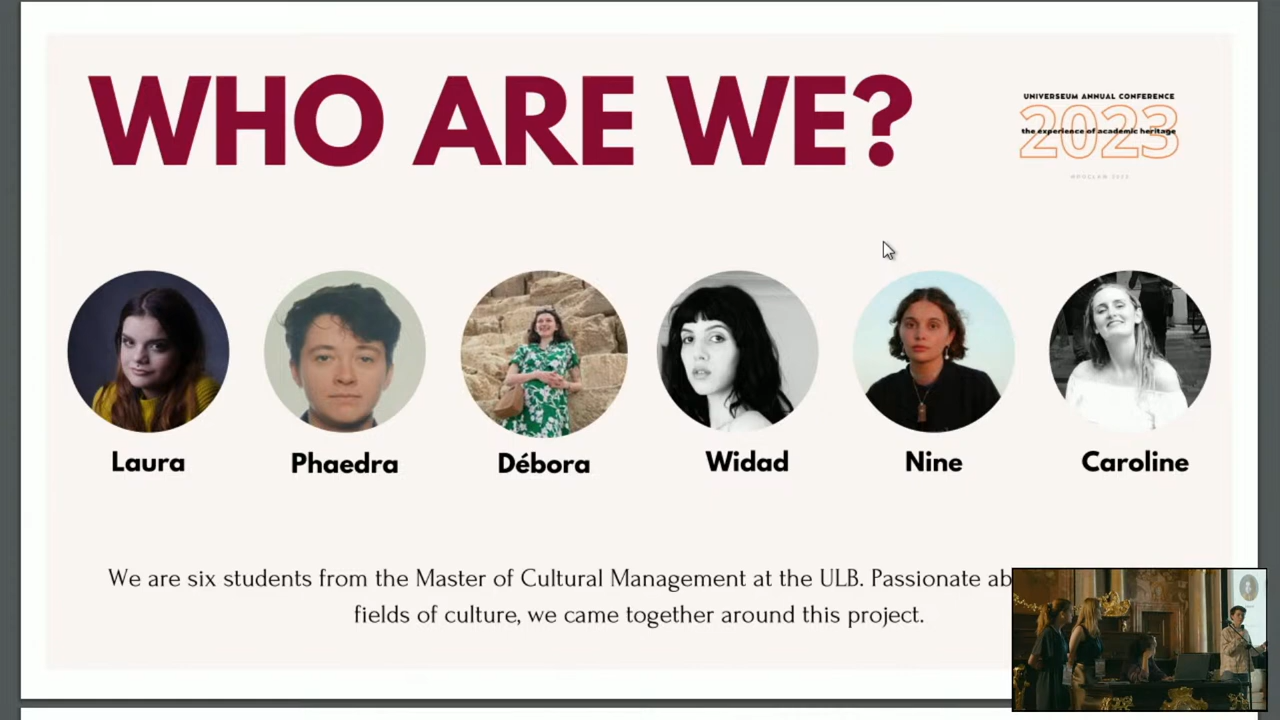 WHO ARE WE?
UNIVERSEUM ANNUAL CONFERENCE
2023
the experience of academic heritage
WROCLAW 2023
Laura
Phaedra
Débora
Widad
Nine
Caroline
We are six students from the Master of Cultural Management at the ULB. Passionate
fields of culture, we came together around this project.